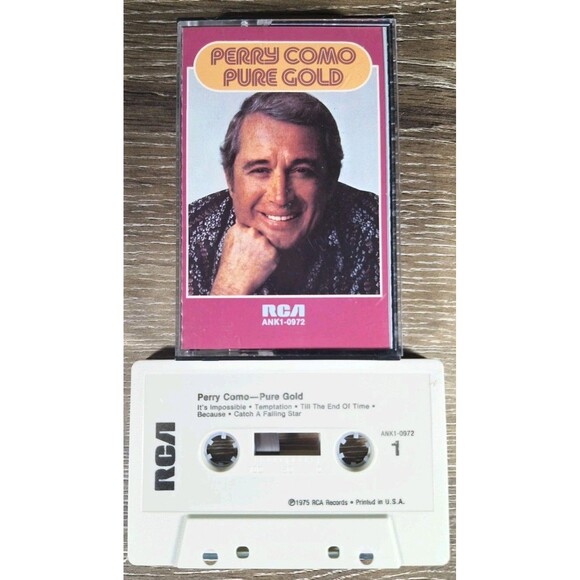 PERRY COMO
PURE GOLD
RCA
ANK1-0972
Perry Como—Pure Gold
It's Impossible • Temptation • Till The End Of Time •
Because • Catch A Falling Star
RCA
ANK1-0972
1
℗1975 RCA Records • Printed in U.S.A.